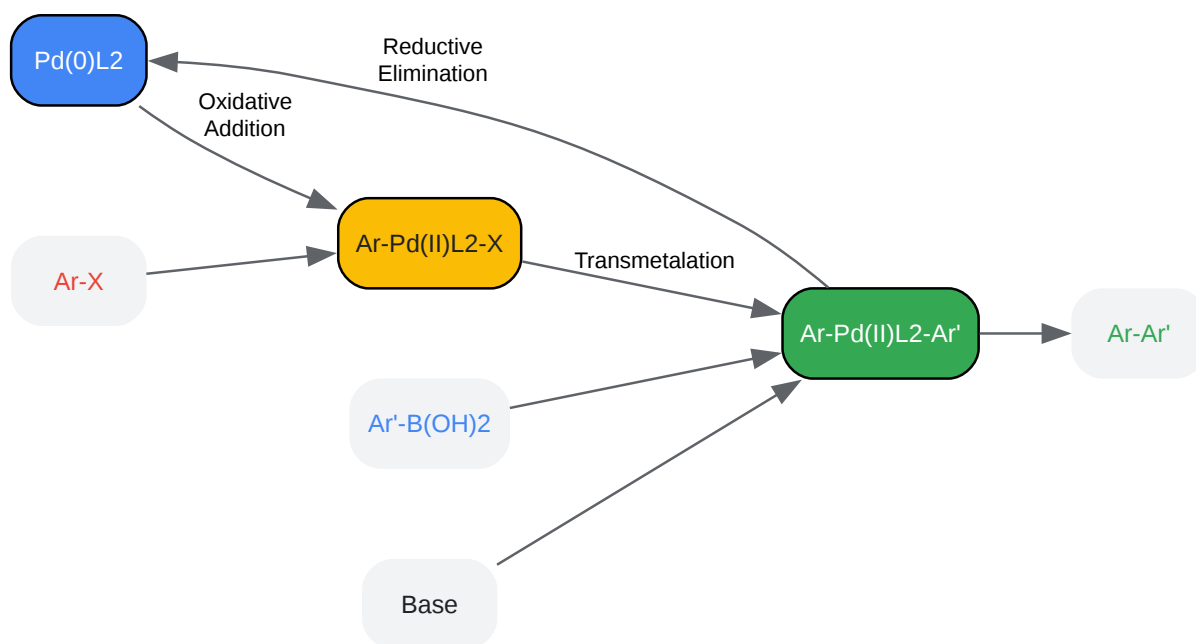 Pd(0)L2
Reductive
Elimination
Oxidative
Addition
Ar-Pd(II)L2-X
Ar-X
Transmetalation
Ar-Pd(II)L2-Ar'
Ar-Ar'
Ar'-B(OH)2
Base